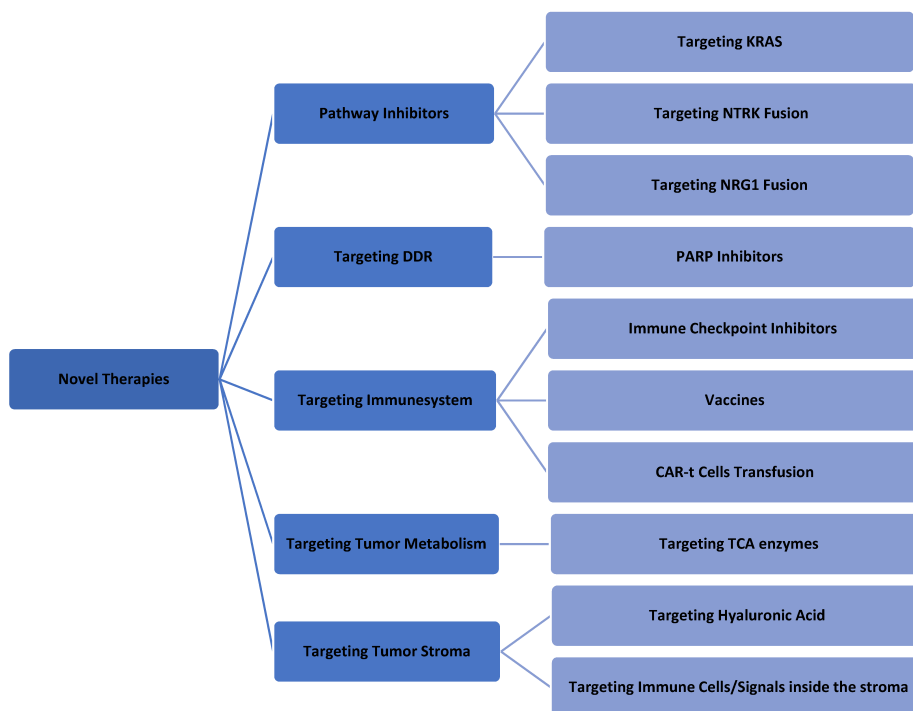 Novel Therapies
Pathway Inhibitors
Targeting KRAS
Targeting NTRK Fusion
Targeting NRG1 Fusion
Targeting DDR
PARP Inhibitors
Targeting Immunesystem
Immune Checkpoint Inhibitors
Vaccines
CAR-t Cells Transfusion
Targeting Tumor Metabolism
Targeting TCA enzymes
Targeting Tumor Stroma
Targeting Hyaluronic Acid
Targeting Immune Cells/Signals inside the stroma